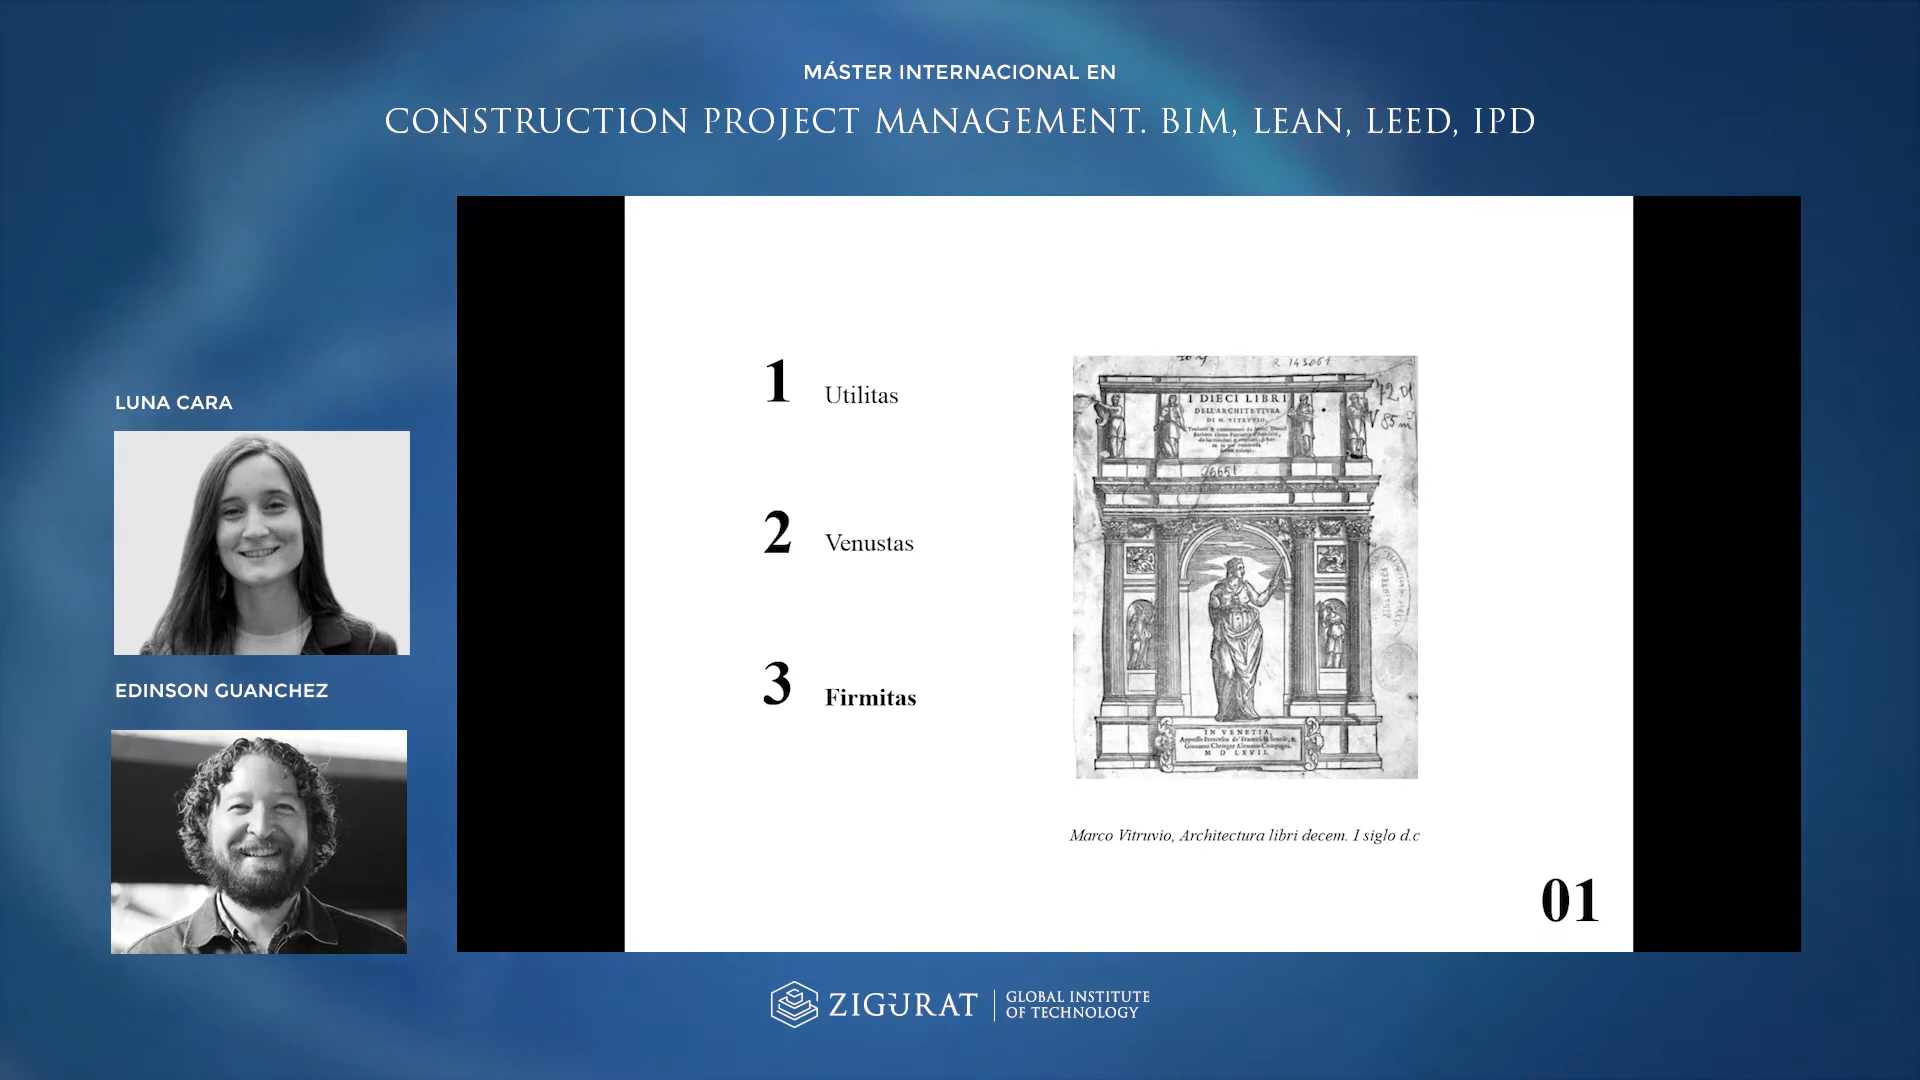 MÁSTER INTERNACIONAL EN
CONSTRUCTION PROJECT MANAGEMENT. BIM, LEAN, LEED, IPD
LUNA CARA
EDINSON GUANCHEZ
1 Utilitas
2 Venustas
3 Firmitas
I DIECI LIBRI
DELL'ARCHITETTVRA
DI M. VITRVVIO,
IN VENETIA,
M D LXVII.
Marco Vitruvio, Architectura libri decem. I siglo d.c
01
ZIGURAT
GLOBAL INSTITUTE
OF TECHNOLOGY